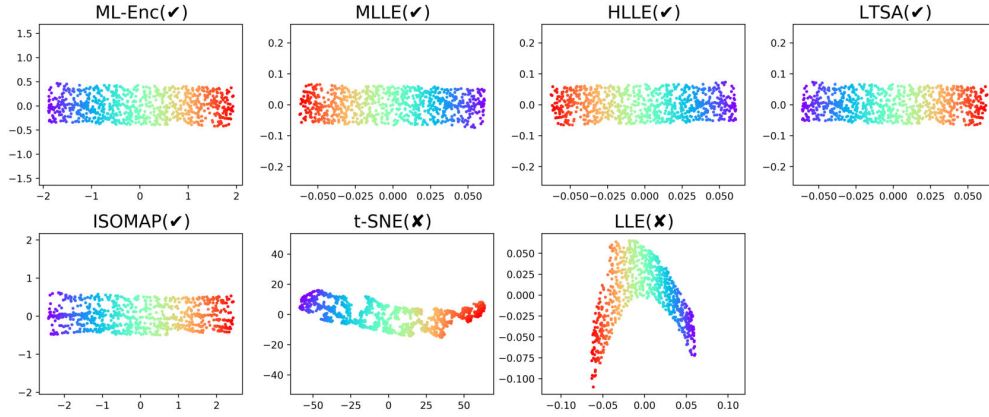 ML-Enc(✔)
1.5
1.0
0.5
0.0
−0.5
−1.0
−1.5
−2 −1 0 1 2
MLLE(✔)
0.2
0.1
0.0
−0.1
−0.2
−0.050 −0.025 0.000 0.025 0.050
HLLE(✔)
0.2
0.1
0.0
−0.1
−0.2
−0.050 −0.025 0.000 0.025 0.050
LTSA(✔)
0.2
0.1
0.0
−0.1
−0.2
−0.050 −0.025 0.000 0.025 0.050
ISOMAP(✔)
2
1
0
−1
−2
−2 −1 0 1 2
t-SNE(✘)
40
20
0
−20
−40
−50 −25 0 25 50
LLE(✘)
0.050
0.025
0.000
−0.025
−0.050
−0.075
−0.100
−0.10 −0.05 0.00 0.05 0.10